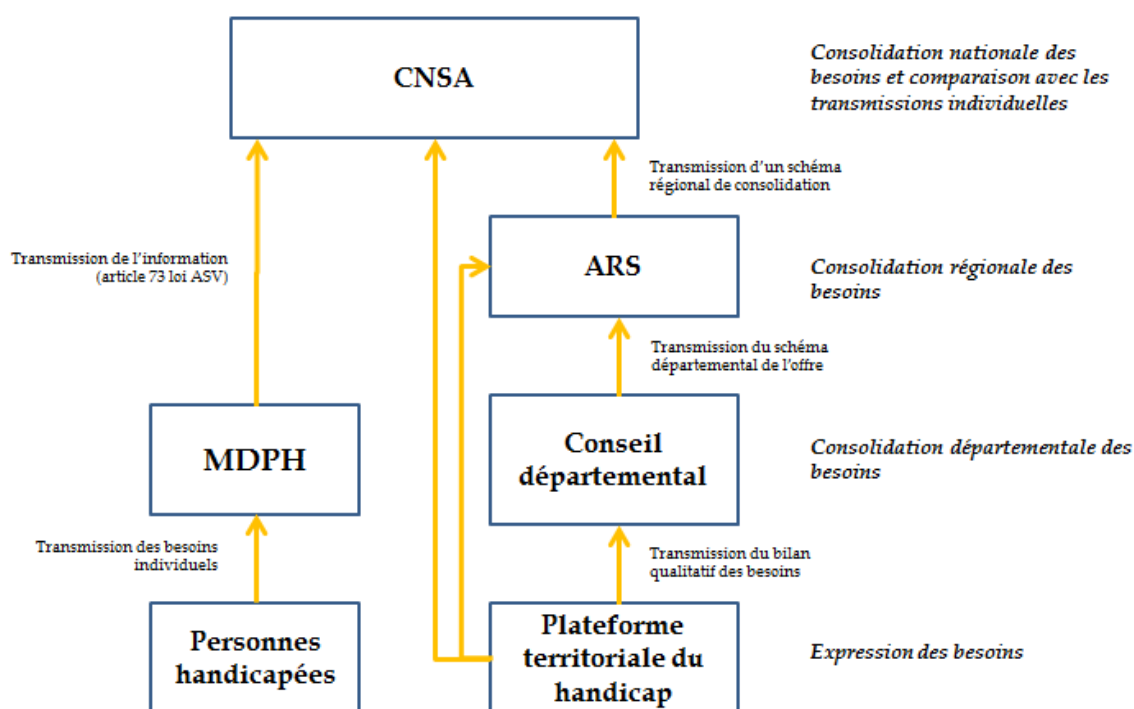 CNSA
Consolidation nationale des
besoins et comparaison avec les
transmissions individuelles
Transmission d’un schéma
régional de consolidation
Transmission de l’information
(article 73 loi ASV)
ARS
Consolidation régionale des
besoins
Transmission du schéma
départemental de l’offre
MDPH
Conseil
départemental
Consolidation départementale des
besoins
Transmission des besoins
individuels
Transmission du bilan
qualitatif des besoins
Personnes
handicapées
Plateforme
territoriale du
handicap
Expression des besoins